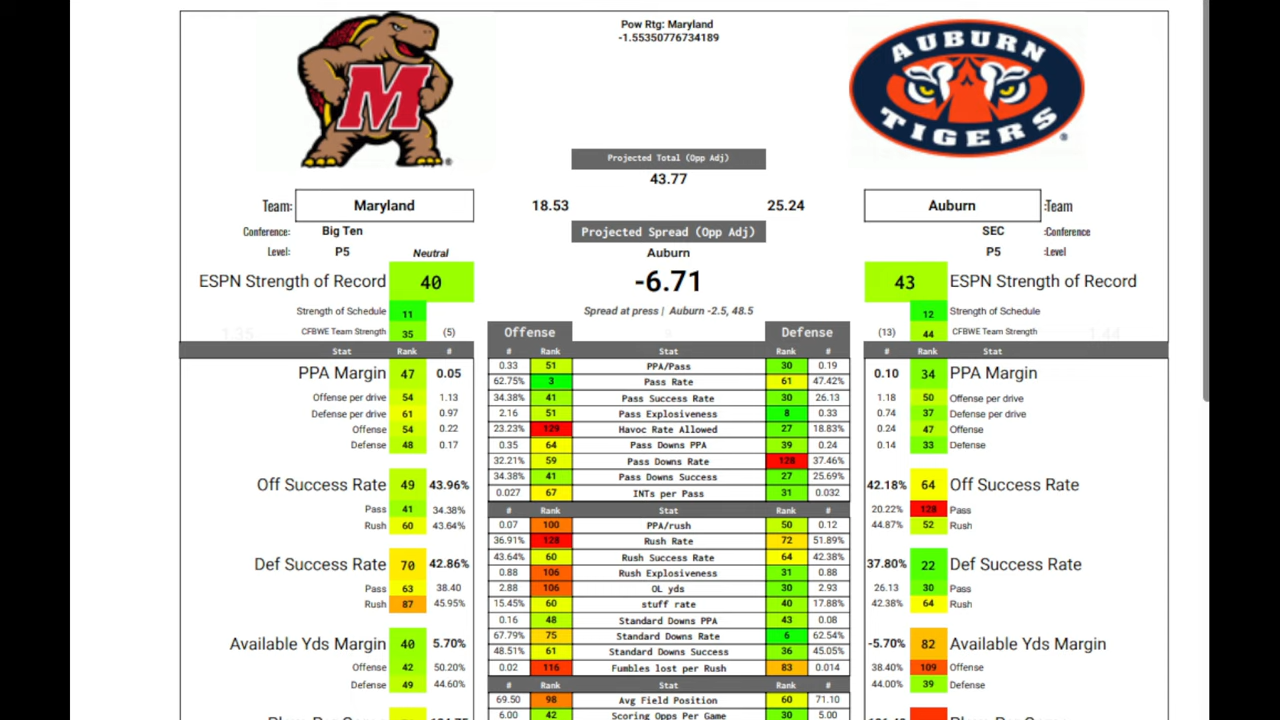 Pow Rtg: Maryland
-1.55350776734189
M
AUBURN
TIGERS
Projected Total (Opp Adj)
43.77
Team: Maryland 18.53 25.24 Auburn :Team
Conference: Big Ten Projected Spread (Opp Adj) SEC :Conference
Level: P5 Neutral Auburn P5 :Level
ESPN Strength of Record 40 -6.71 43 ESPN Strength of Record
Strength of Schedule 11 Spread at press | Auburn -2.5, 48.5 12 Strength of Schedule
1.35 CFBWE Team Strength 35 (5) Offense Defense (13) 44 CFBWE Team Strength 1.44
Stat Rank # # Rank Stat Rank # # Rank Stat
PPA Margin 47 0.05 0.33 51 PPA/Pass 30 0.19 0.10 34 PPA Margin
62.75% 3 Pass Rate 61 47.42%
Offense per drive 54 1.13 34.38% 41 Pass Success Rate 30 26.13 1.18 50 Offense per drive
Defense per drive 61 0.97 2.16 51 Pass Explosiveness 8 0.33 0.74 37 Defense per drive
Offense 54 0.22 23.23% 129 Havoc Rate Allowed 27 18.83% 0.24 47 Offense
Defense 48 0.17 0.35 64 Pass Downs PPA 39 0.24 0.14 33 Defense
32.21% 59 Pass Downs Rate 128 37.46%
Off Success Rate 49 43.96% 34.38% 41 Pass Downs Success 27 25.69% 42.18% 64 Off Success Rate
0.027 67 INTs per Pass 31 0.032
Pass 41 34.38% # Rank Stat Rank # 20.22% 128 Pass
Rush 60 43.64% 0.07 100 PPA/rush 50 0.12 44.87% 52 Rush
36.91% 128 Rush Rate 72 51.89%
Def Success Rate 70 42.86% 43.64% 60 Rush Success Rate 64 42.38% 37.80% 22 Def Success Rate
0.88 106 Rush Explosiveness 31 0.88
Pass 63 38.40 2.88 106 OL yds 30 2.93 26.13 30 Pass
Rush 87 45.95% 15.45% 60 stuff rate 40 17.88% 42.38% 64 Rush
0.16 48 Standard Downs PPA 43 0.08
Available Yds Margin 40 5.70% 67.79% 75 Standard Downs Rate 6 62.54% -5.70% 82 Available Yds Margin
48.51% 61 Standard Downs Success 36 45.05%
Offense 42 50.20% 0.02 116 Fumbles lost per Rush 83 0.014 38.40% 109 Offense
Defense 49 44.60% # Rank Stat Rank # 44.00% 39 Defense
69.50 98 Avg Field Position 60 71.10
6.00 42 Scoring Opps Per Game 30 5.00